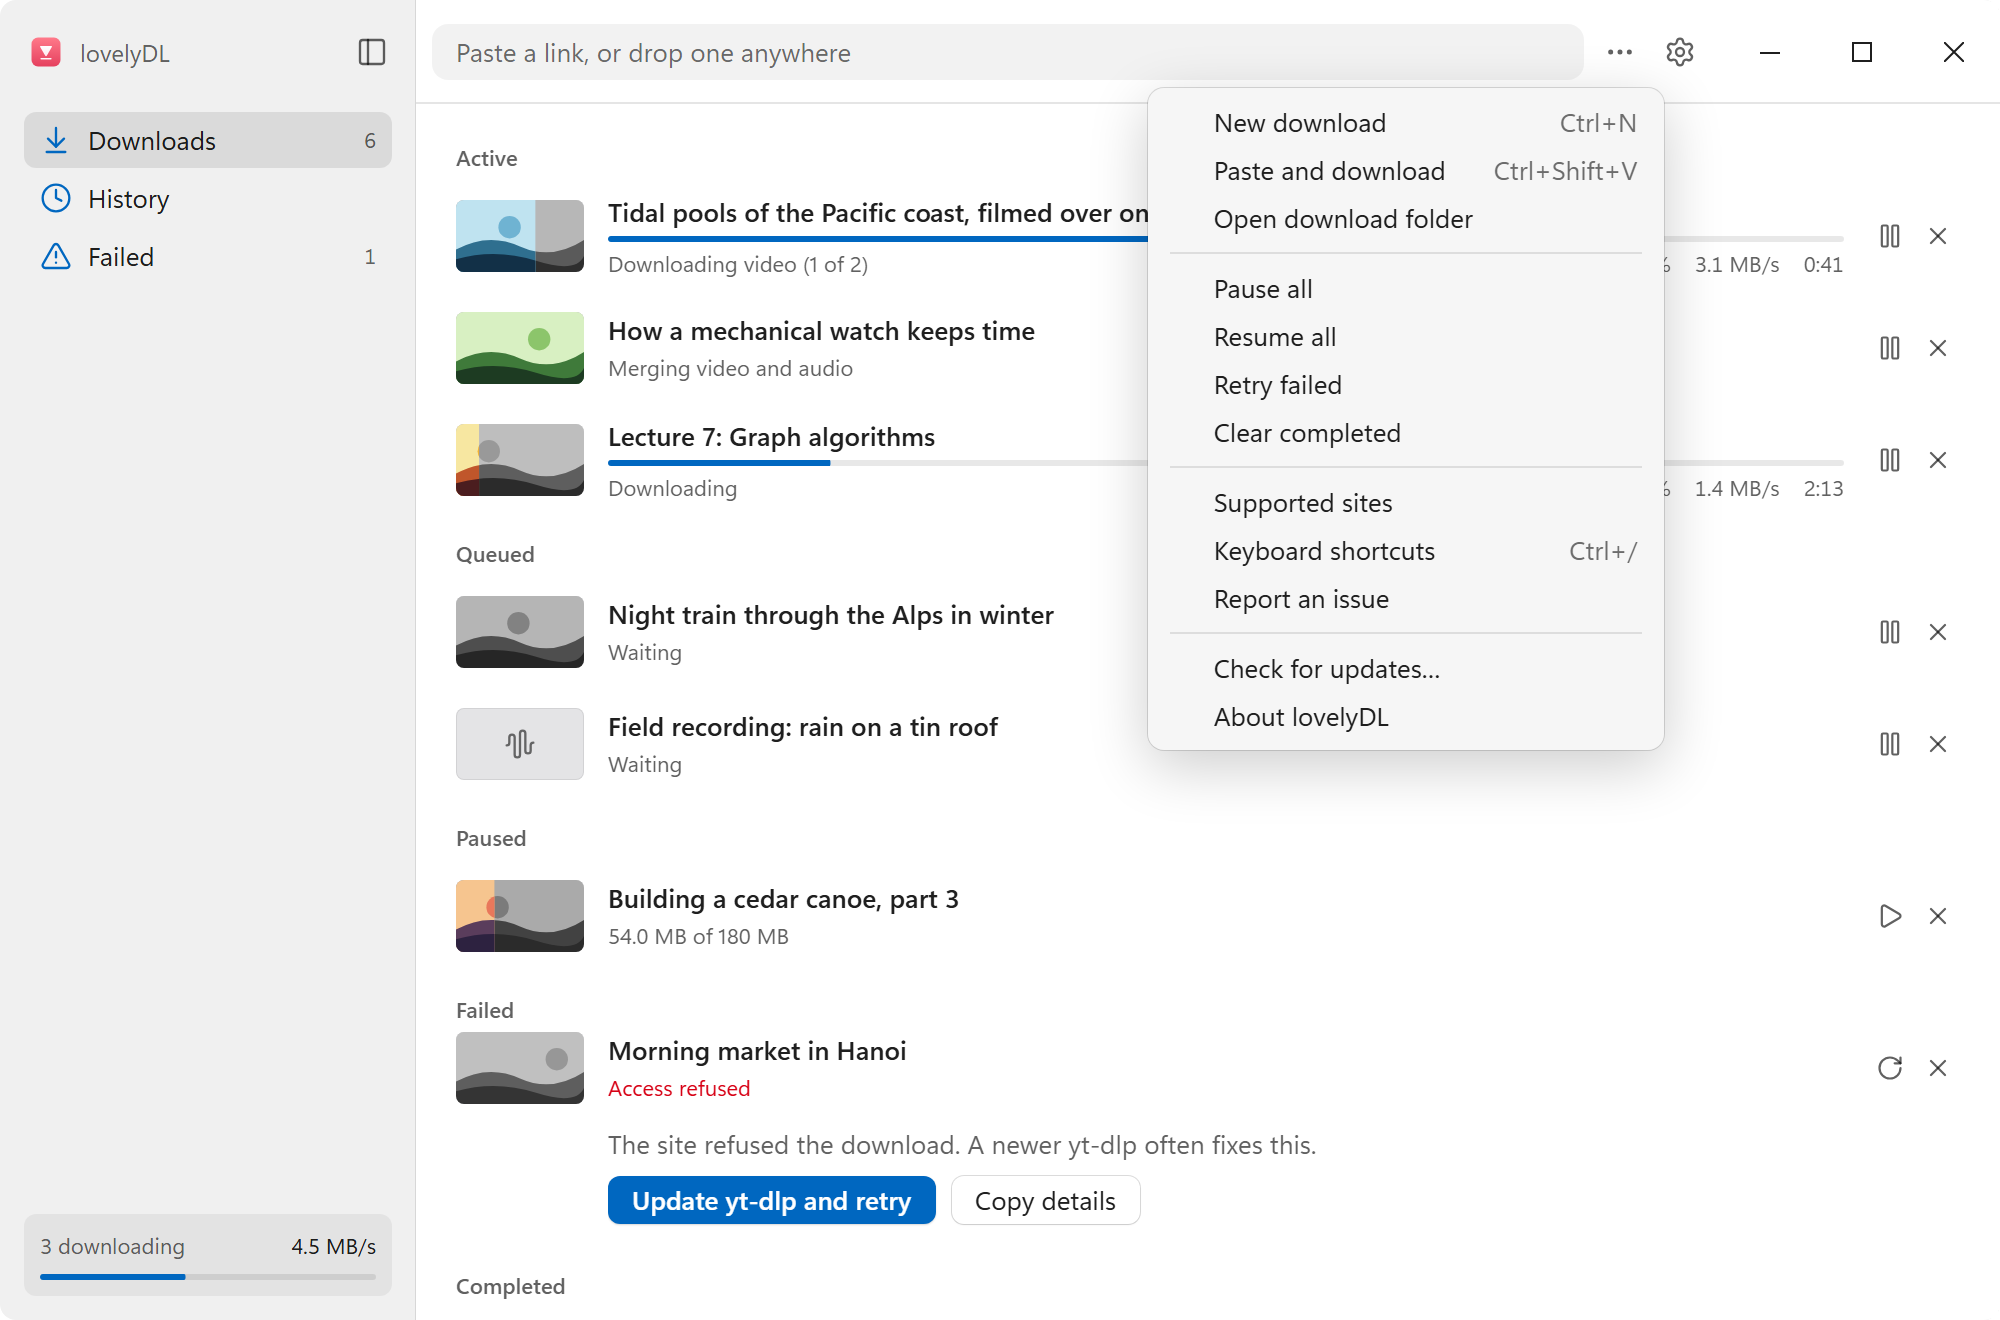 lovelyDL
Paste a link, or drop one anywhere
Downloads 6
History
Failed 1
3 downloading 4.5 MB/s
Active
Tidal pools of the Pacific coast, filmed over on
Downloading video (1 of 2)
3.1 MB/s 0:41
How a mechanical watch keeps time
Merging video and audio
Lecture 7: Graph algorithms
Downloading
1.4 MB/s 2:13
Queued
Night train through the Alps in winter
Waiting
Field recording: rain on a tin roof
Waiting
Paused
Building a cedar canoe, part 3
54.0 MB of 180 MB
Failed
Morning market in Hanoi
Access refused
The site refused the download. A newer yt-dlp often fixes this.
Update yt-dlp and retry
Copy details
Completed
New download Ctrl+N
Paste and download Ctrl+Shift+V
Open download folder
Pause all
Resume all
Retry failed
Clear completed
Supported sites
Keyboard shortcuts Ctrl+/
Report an issue
Check for updates...
About lovelyDL